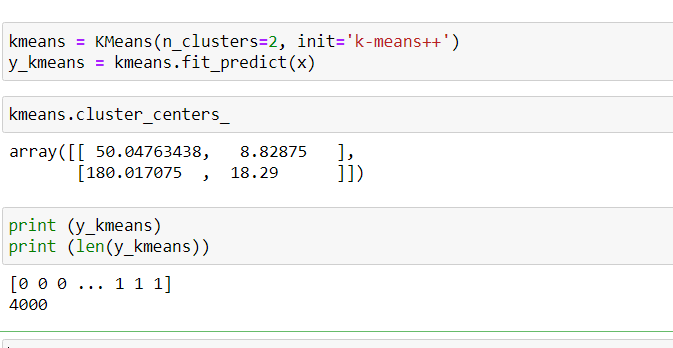 kmeans = KMeans(n_clusters=2, init='k-means++')
y_kmeans = kmeans.fit_predict(x)
kmeans.cluster_centers_
array([[ 50.04763438,   8.82875   ],
       [180.017075  ,  18.29      ]])
print (y_kmeans)
print (len(y_kmeans))
[0 0 0 ... 1 1 1]
4000